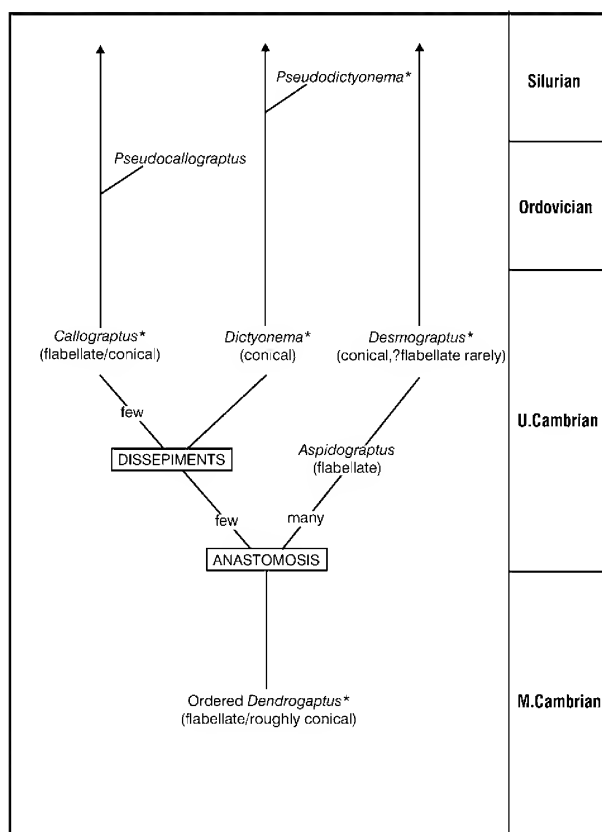 Pseudodictyonema*
Silurian
Pseudocallograptus
Ordovician
Callograptus*
(flabellate/conical)
Dictyonema*
(conical)
Desmograptus*
(conical,?flabellate rarely)
U.Cambrian
few
DISSEPIMENTS
Aspidograptus
(flabellate)
few
many
ANASTOMOSIS
Ordered Dendrogaptus*
(flabellate/roughly conical)
M.Cambrian